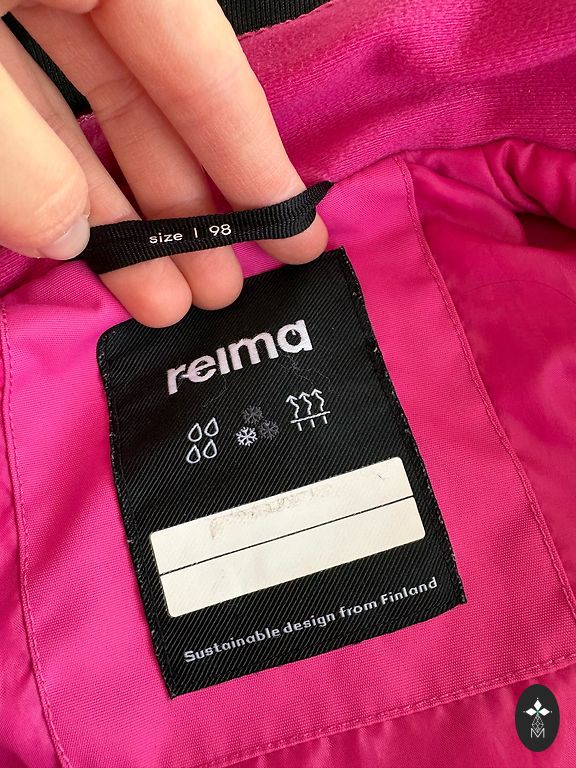 size | 98
reima
Sustainable design from Finland
M